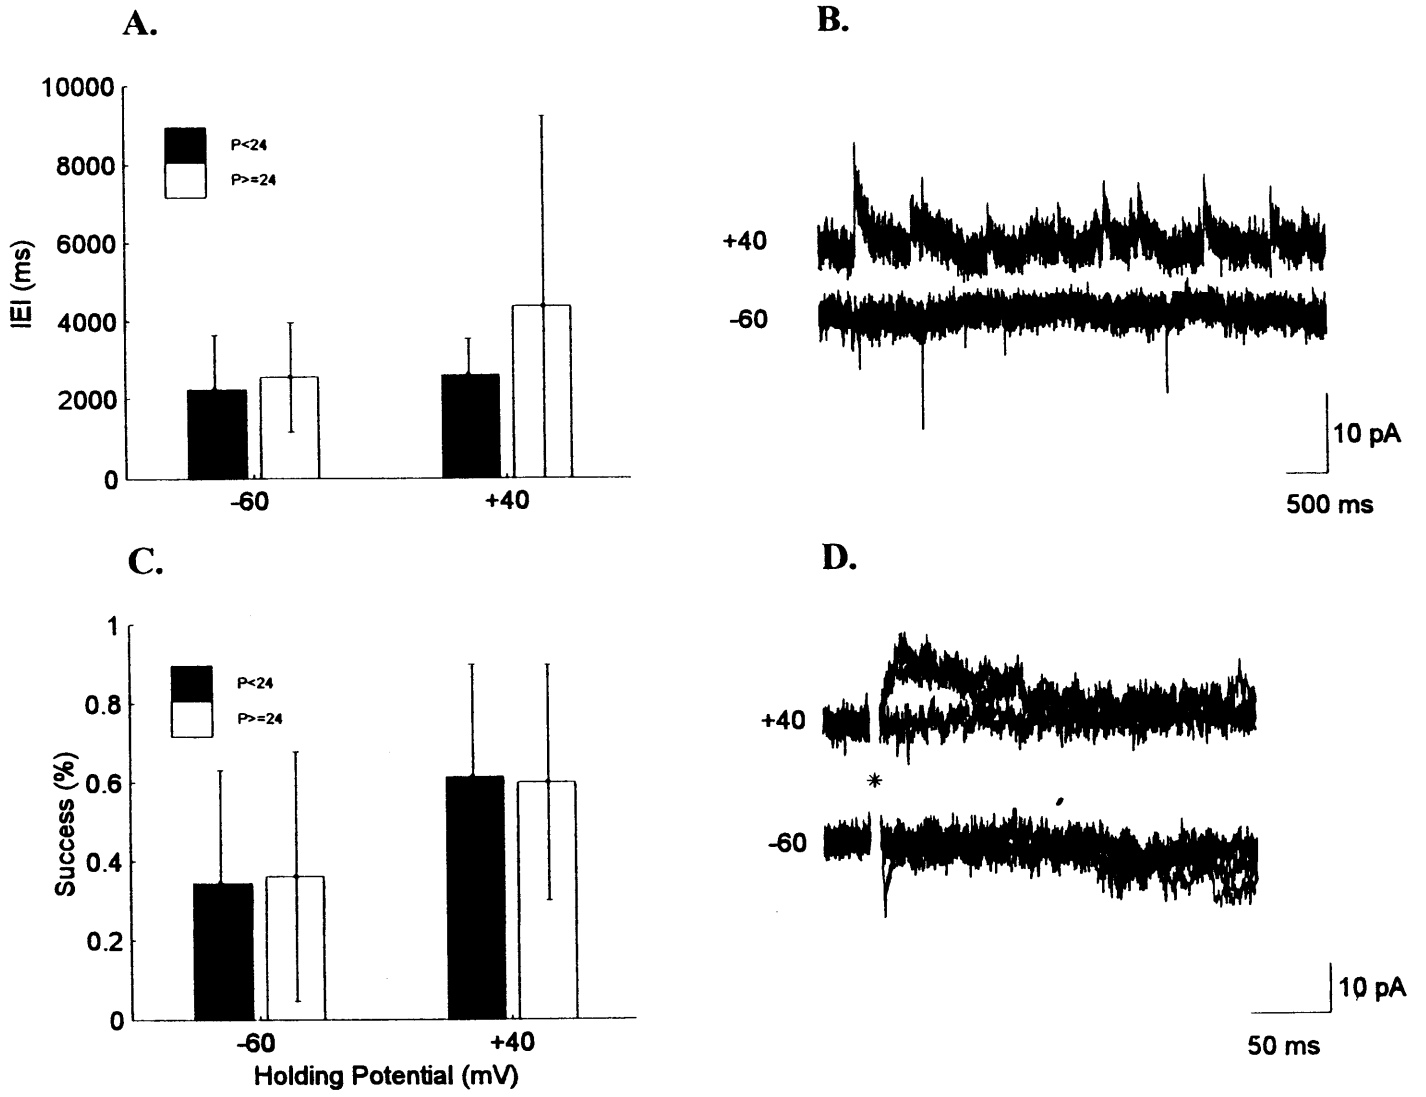 A.
10000
8000
6000
4000
2000
0
IEI (ms)
P<24
P>=24
-60
+40
B.
+40
-60
10 pA
500 ms
C.
1
0.8
0.6
0.4
0.2
0
Success (%)
P<24
P>=24
-60
+40
Holding Potential (mV)
D.
+40
*
-60
10 pA
50 ms